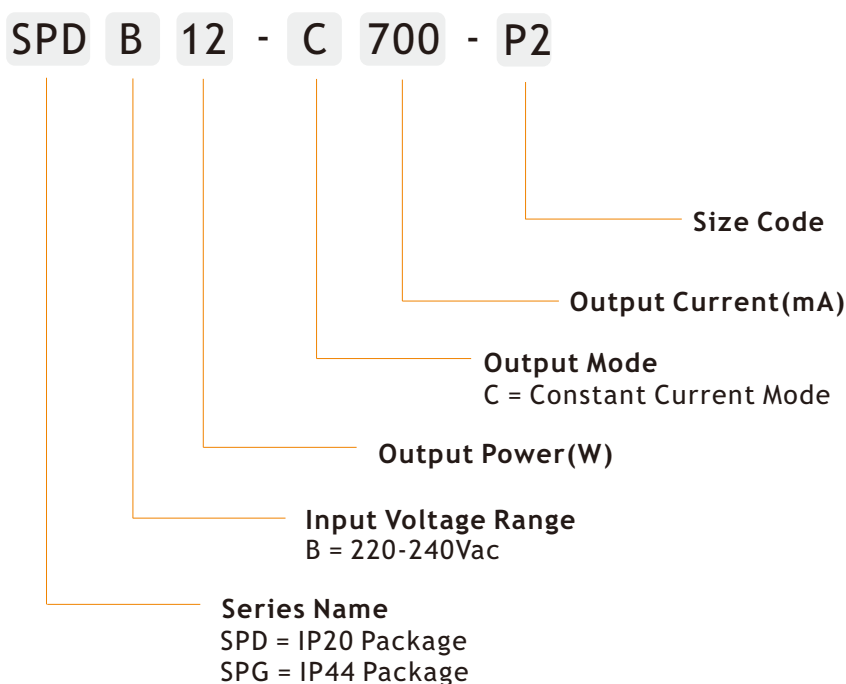 SPD B 12 - C 700 - P2
Size Code
Output Current(mA)
Output Mode
C = Constant Current Mode
Output Power(W)
Input Voltage Range
B = 220-240Vac
Series Name
SPD = IP20 Package
SPG = IP44 Package